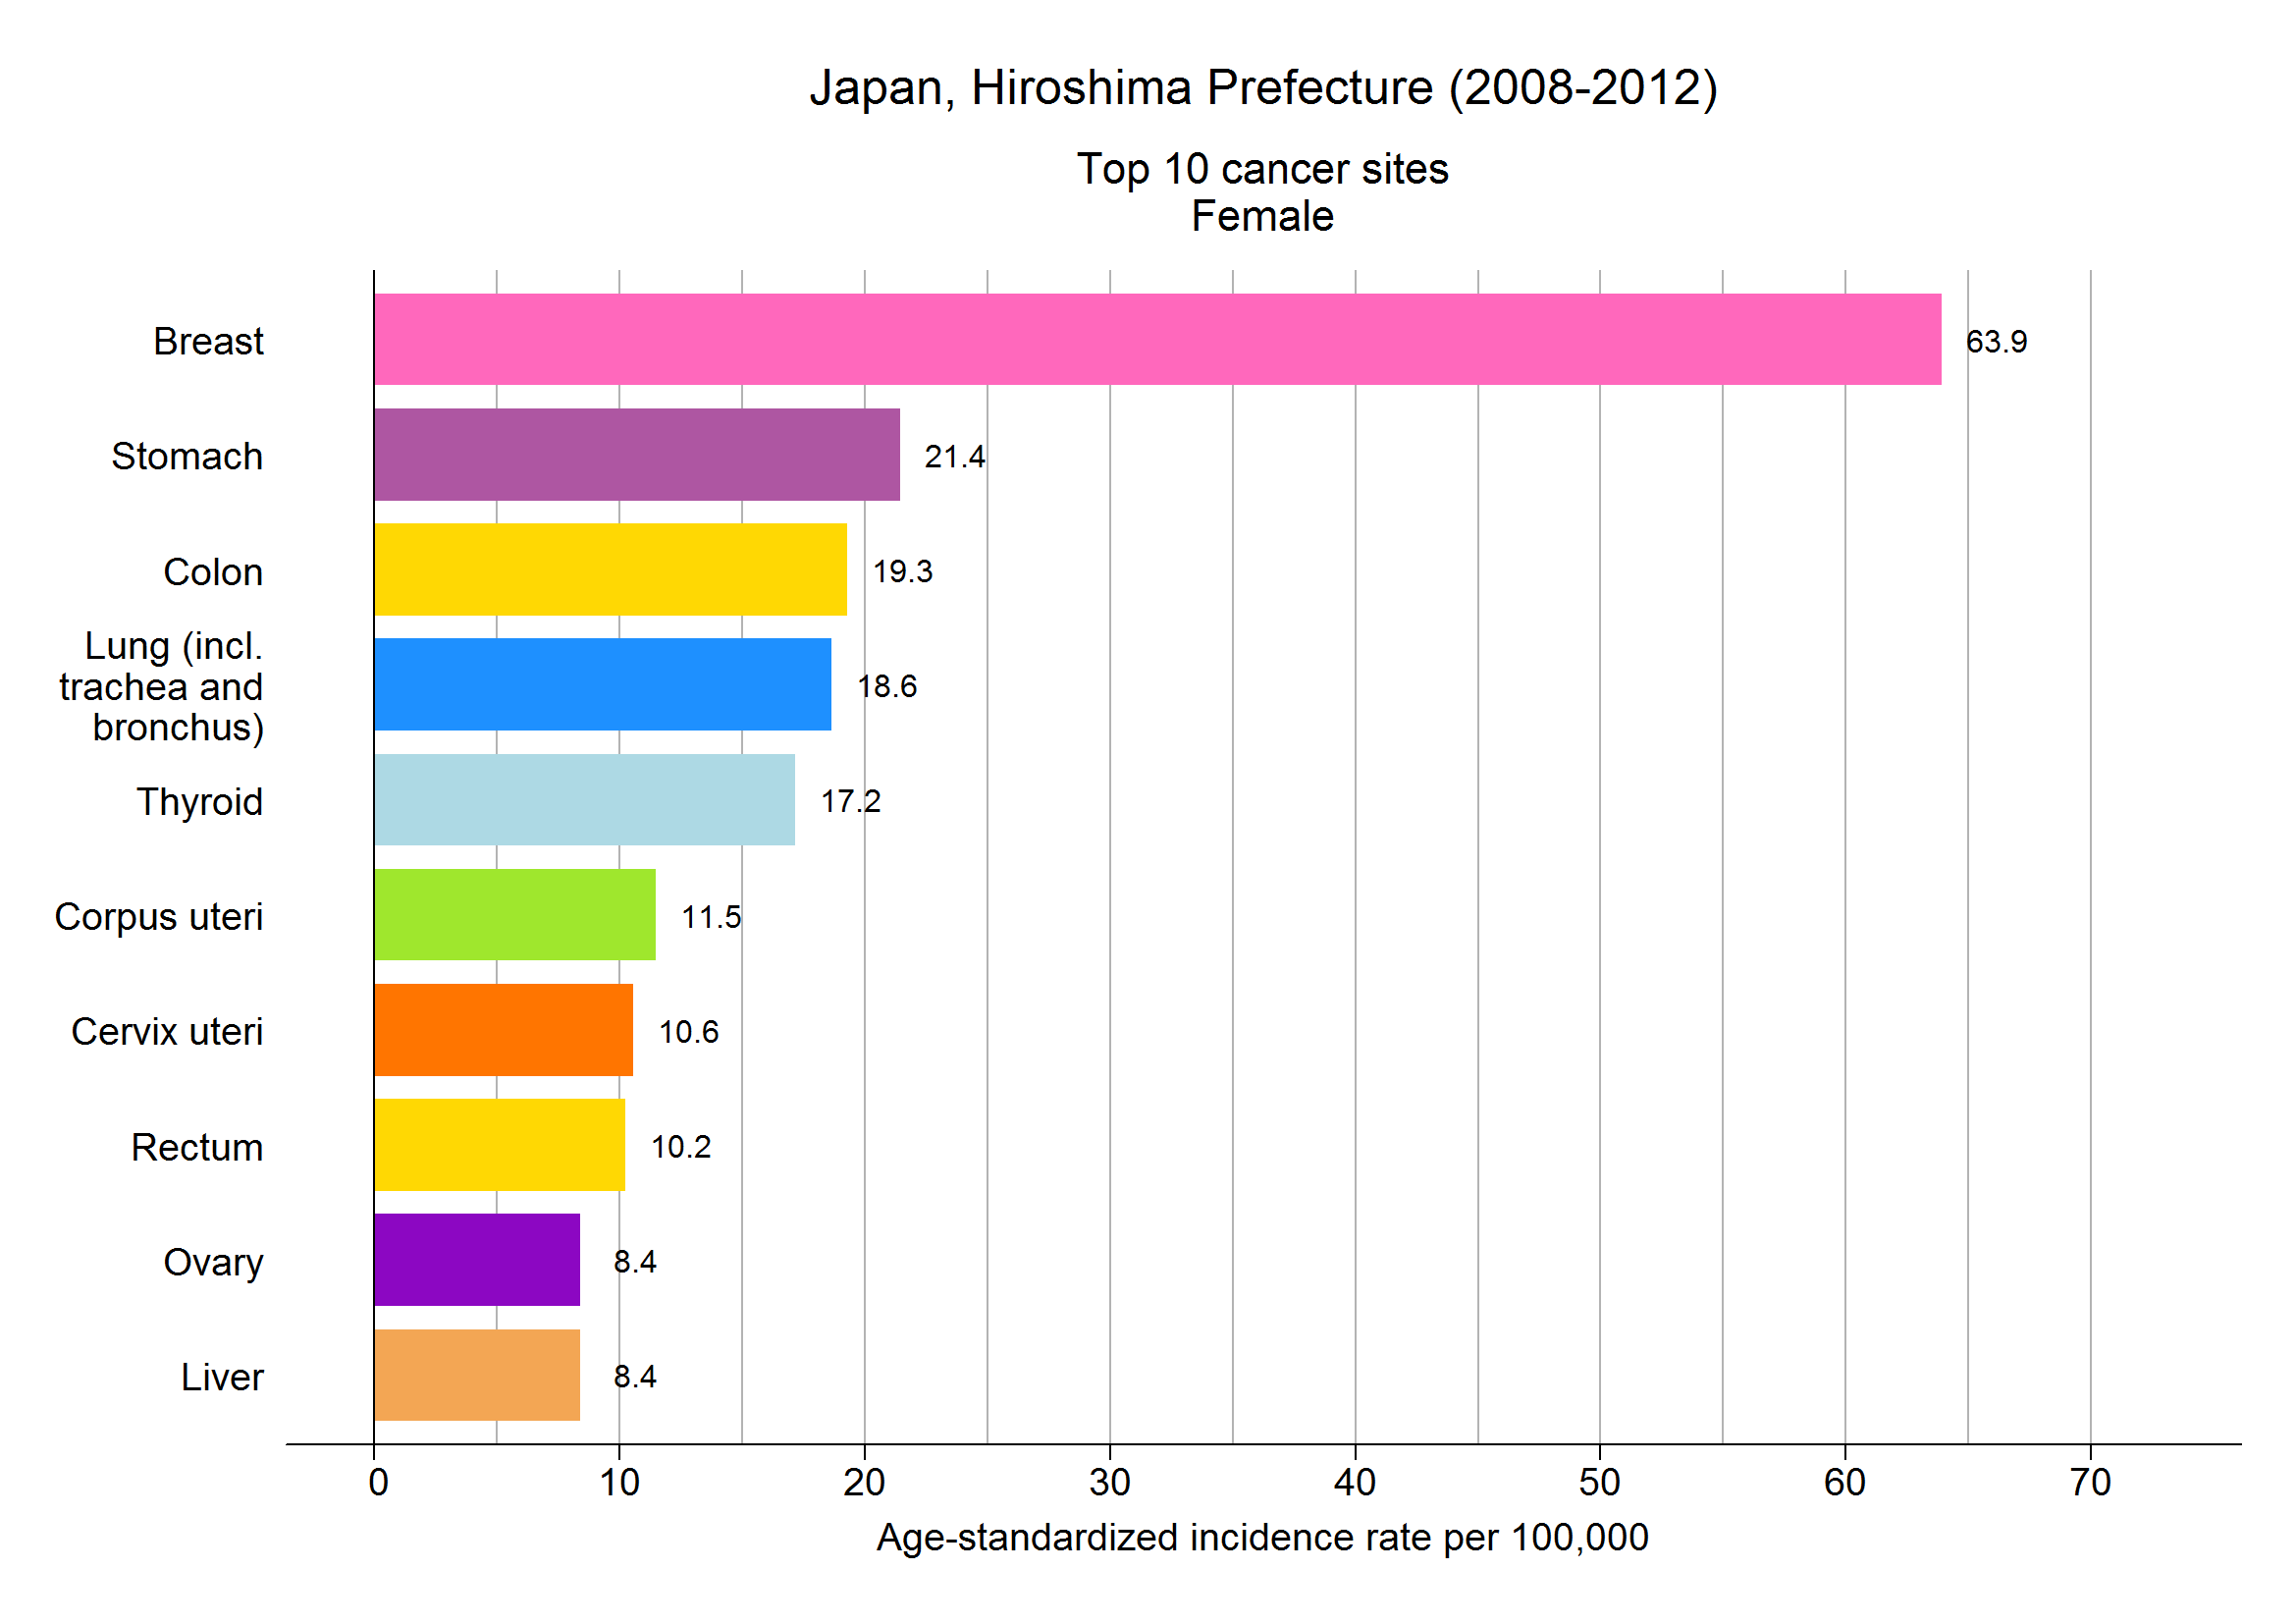 Japan, Hiroshima Prefecture (2008-2012)
Top 10 cancer sites
Female
Breast
63.9
Stomach
21.4
Colon
19.3
Lung (incl.
trachea and
bronchus)
18.6
Thyroid
17.2
Corpus uteri
11.5
Cervix uteri
10.6
Rectum
10.2
Ovary
8.4
Liver
8.4
0 10 20 30 40 50 60 70
Age-standardized incidence rate per 100,000